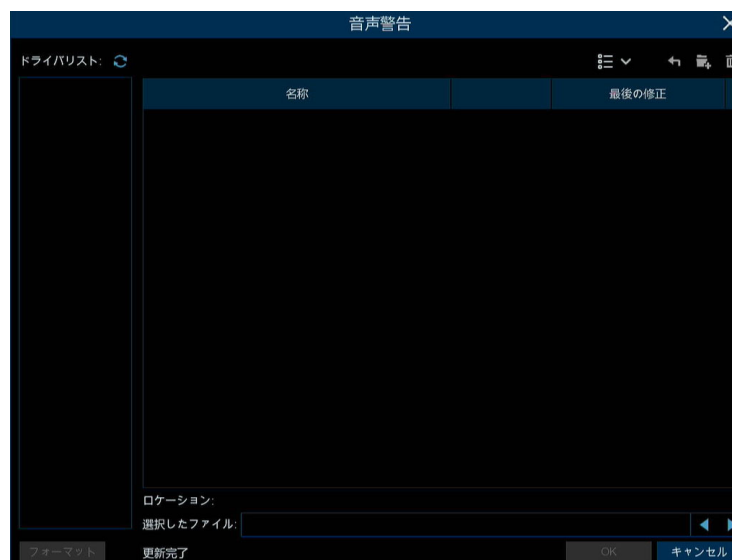 音声警告
ドライバリスト:
名称 最後の修正
ロケーション:
選択したファイル:
フォーマット 更新完了 OK キャンセル